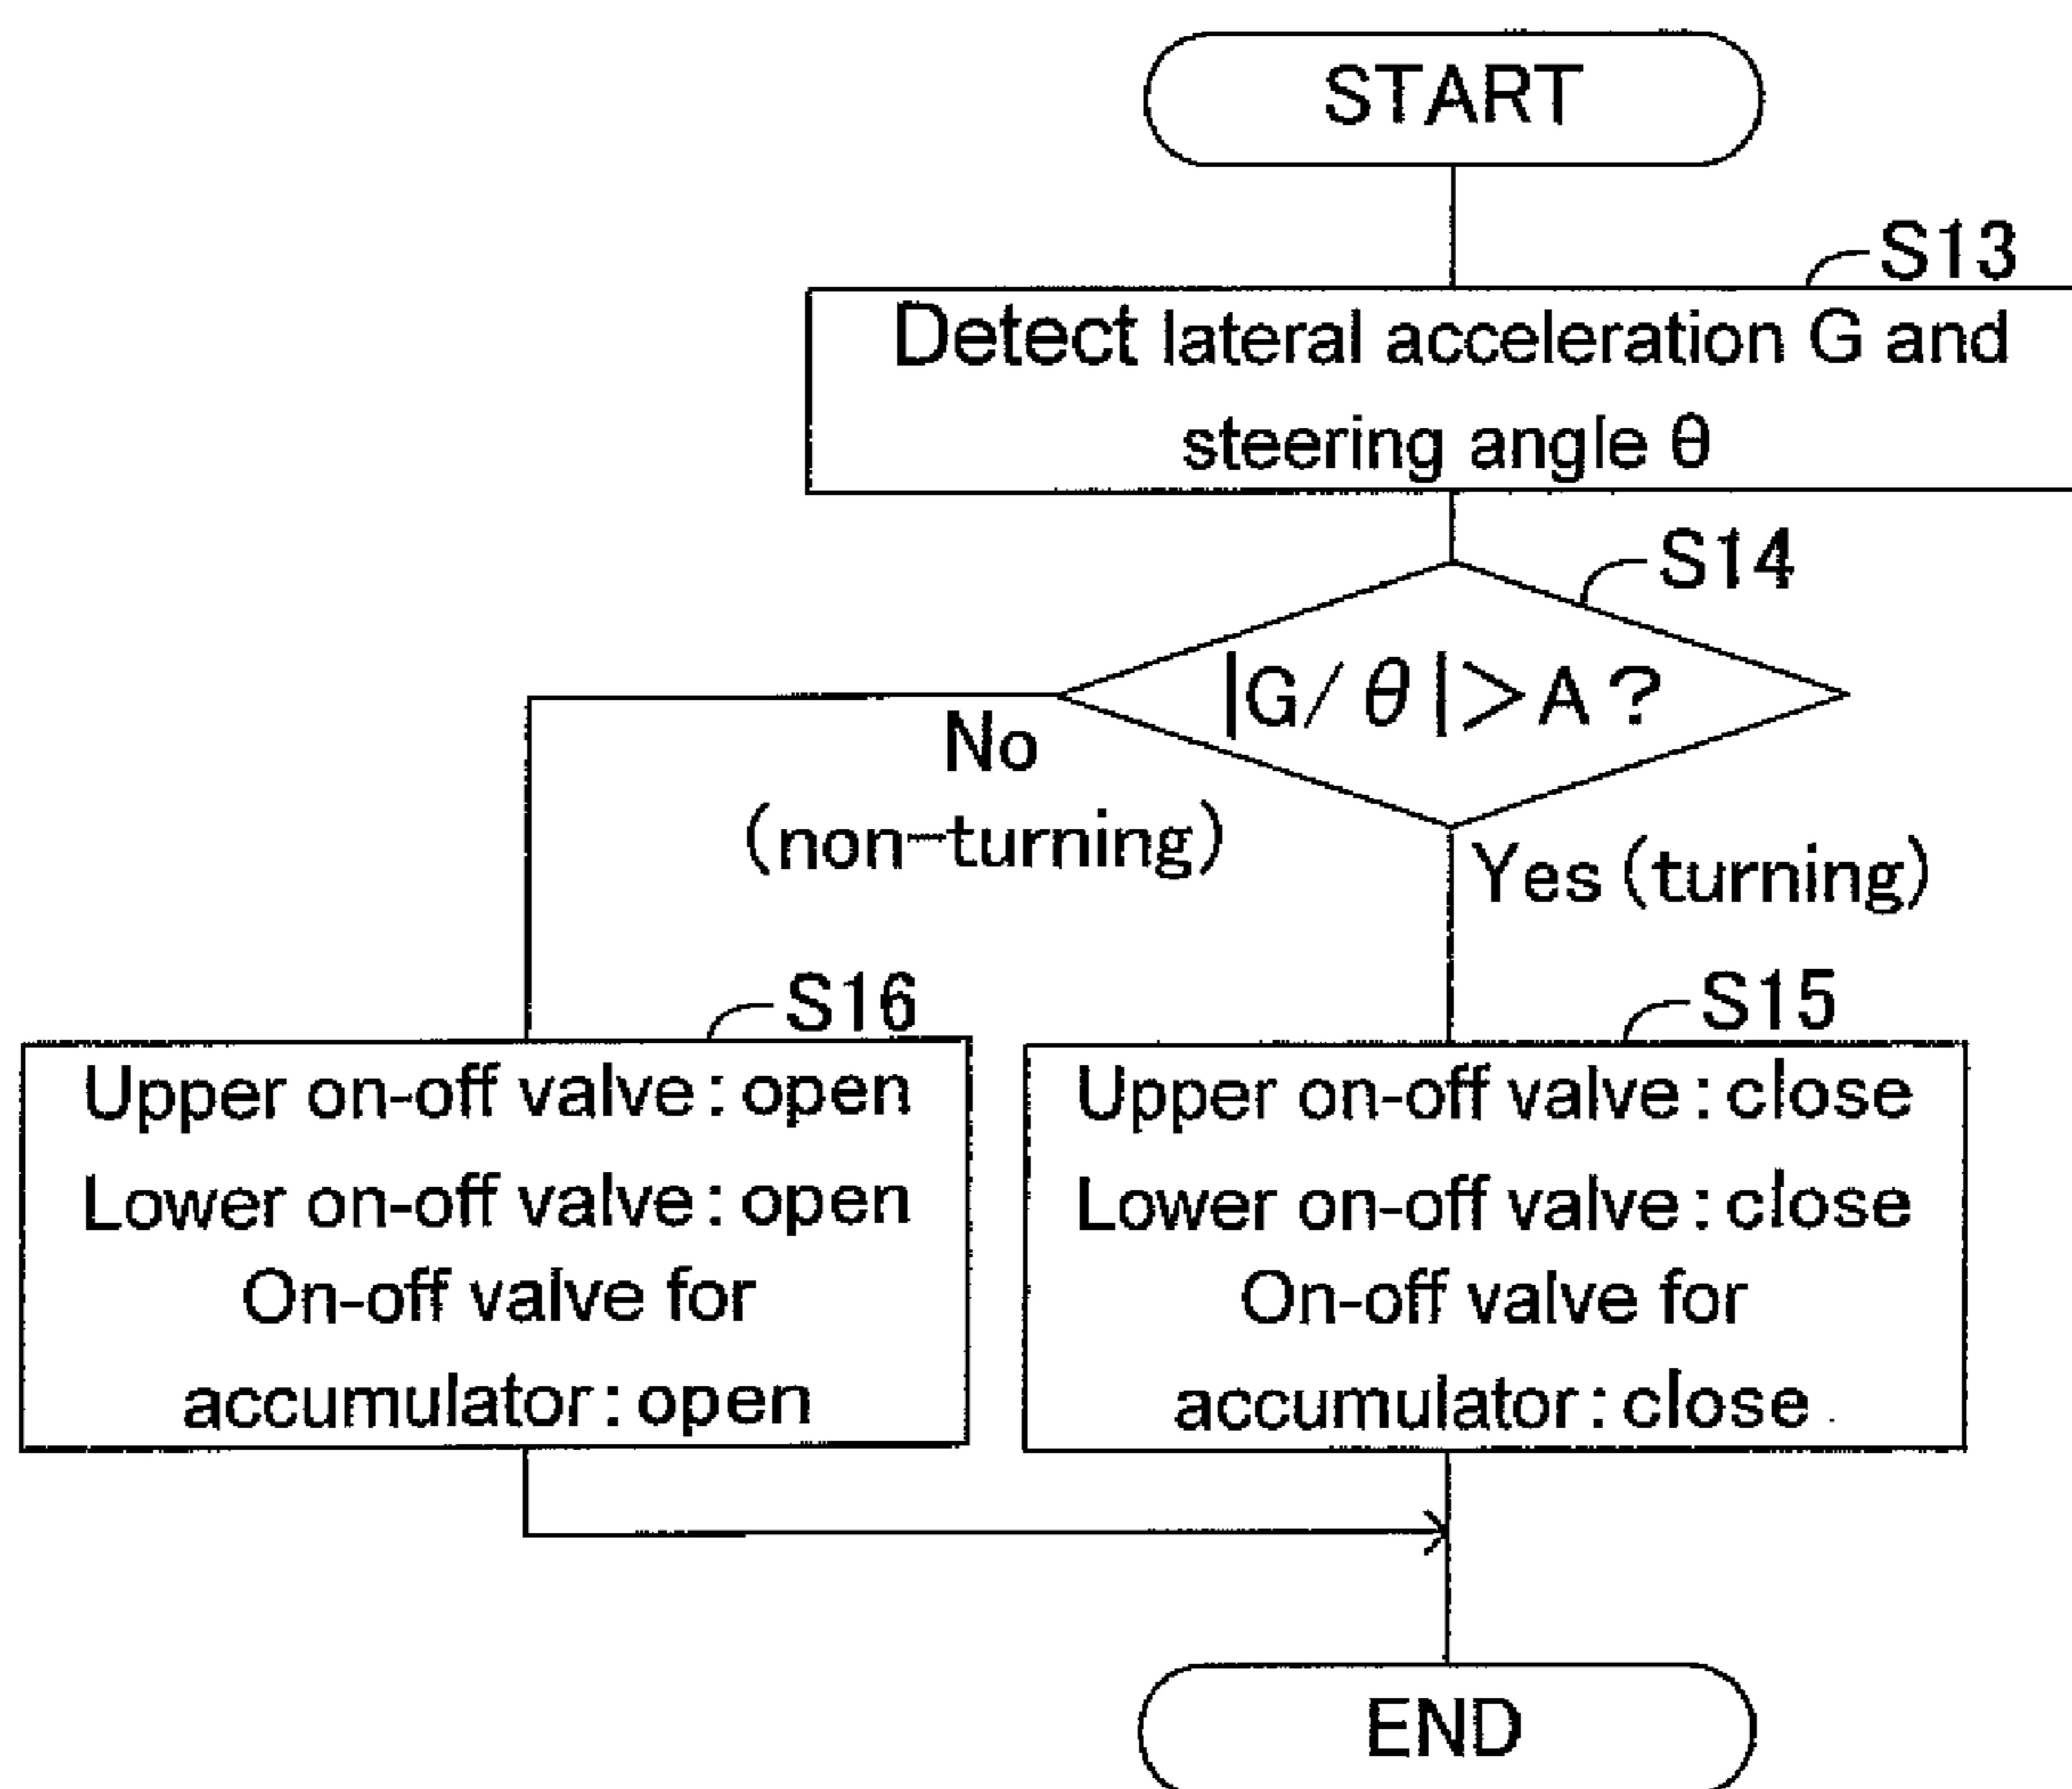 START
S13
Detect lateral acceleration G and
steering angle θ
S14
|G/θ|>A?
No
(non-turning)
Yes (turning)
S16
Upper on-off valve: open
Lower on-off valve: open
On-off valve for
accumulator: open
S15
Upper on-off valve: close
Lower on-off valve: close
On-off valve for
accumulator: close
END